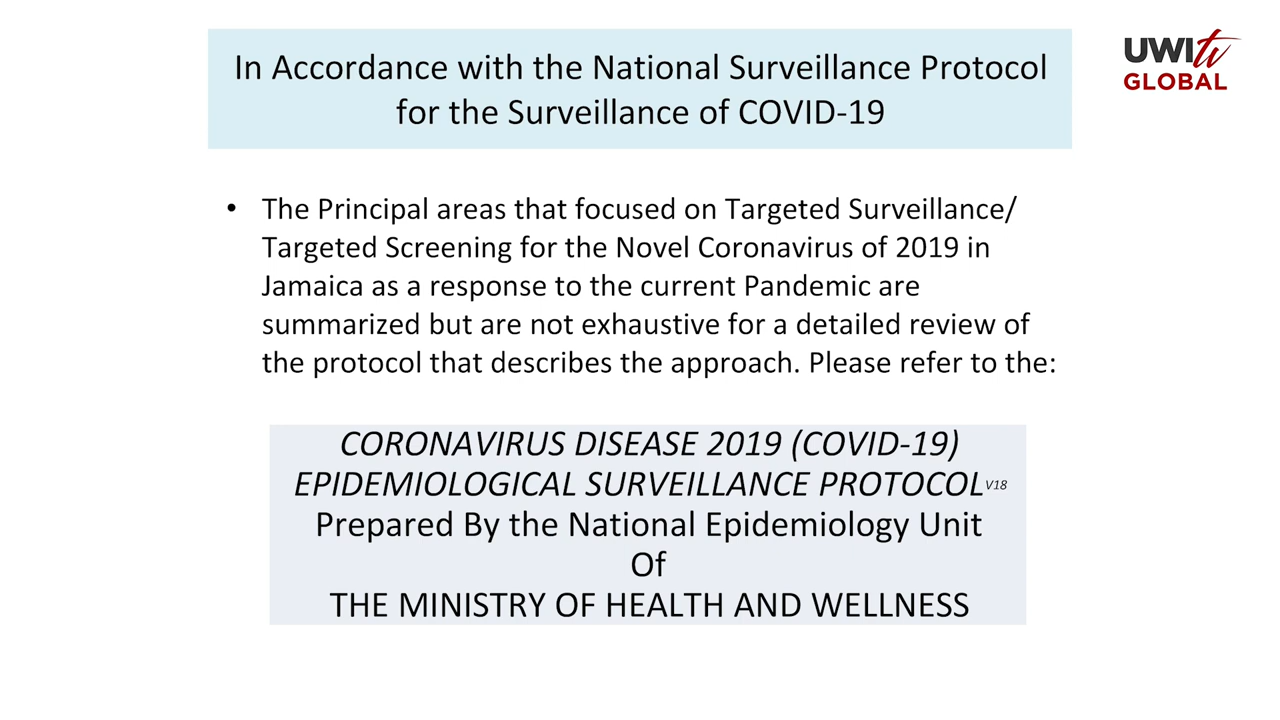 In Accordance with the National Surveillance Protocol
for the Surveillance of COVID-19
UWItv
GLOBAL
• The Principal areas that focused on Targeted Surveillance/
Targeted Screening for the Novel Coronavirus of 2019 in
Jamaica as a response to the current Pandemic are
summarized but are not exhaustive for a detailed review of
the protocol that describes the approach. Please refer to the:
CORONAVIRUS DISEASE 2019 (COVID-19)
EPIDEMIOLOGICAL SURVEILLANCE PROTOCOL V18
Prepared By the National Epidemiology Unit
Of
THE MINISTRY OF HEALTH AND WELLNESS